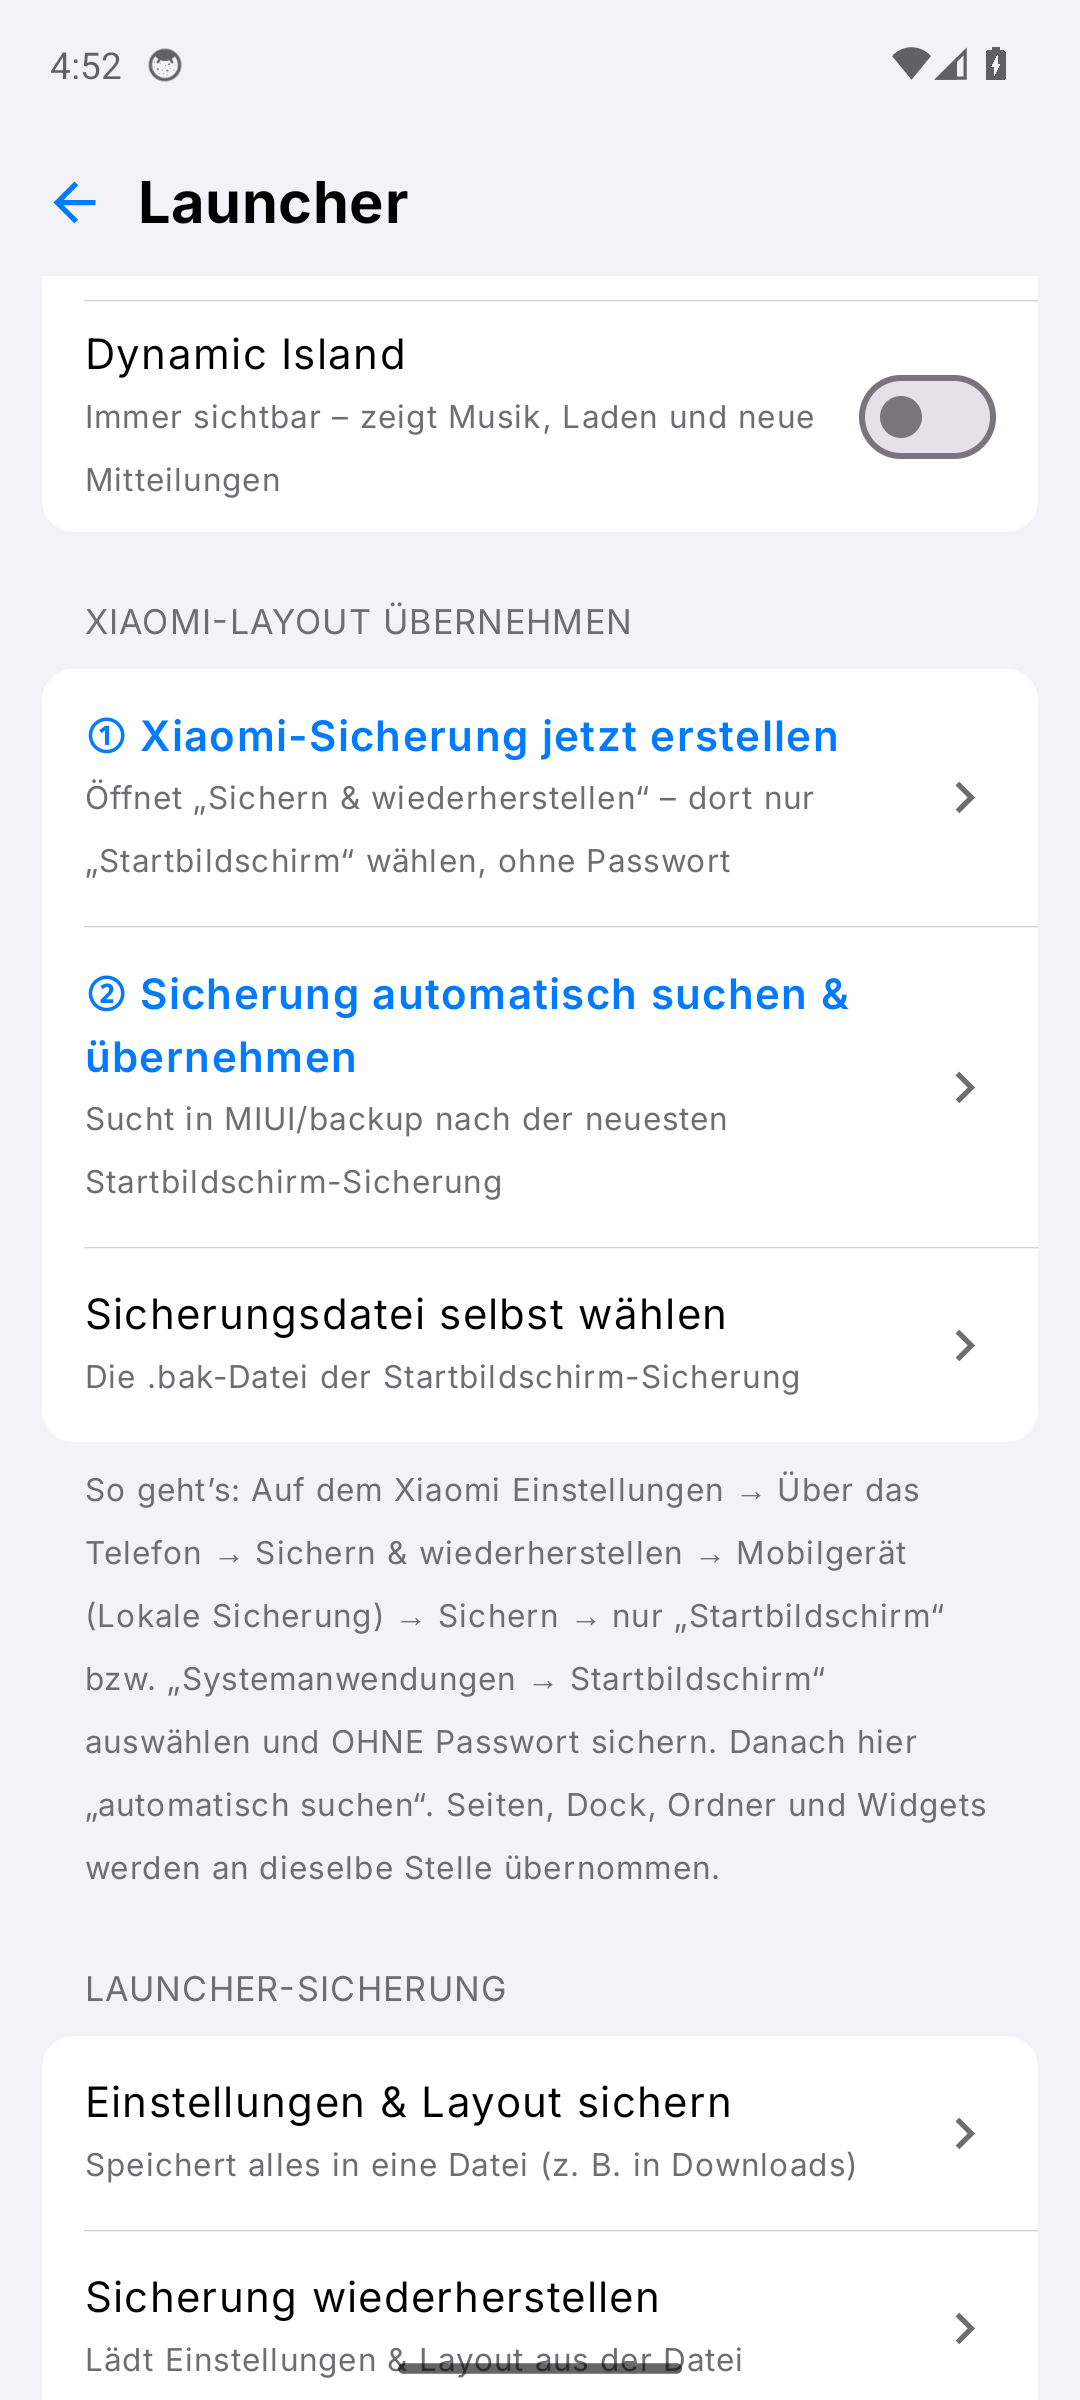 4:52
Launcher
Dynamic Island
Immer sichtbar – zeigt Musik, Laden und neue
Mitteilungen
XIAOMI-LAYOUT ÜBERNEHMEN
① Xiaomi-Sicherung jetzt erstellen
Öffnet „Sichern & wiederherstellen“ – dort nur
„Startbildschirm“ wählen, ohne Passwort
② Sicherung automatisch suchen &
übernehmen
Sucht in MIUI/backup nach der neuesten
Startbildschirm-Sicherung
Sicherungsdatei selbst wählen
Die .bak-Datei der Startbildschirm-Sicherung
So geht’s: Auf dem Xiaomi Einstellungen → Über das
Telefon → Sichern & wiederherstellen → Mobilgerät
(Lokale Sicherung) → Sichern → nur „Startbildschirm“
bzw. „Systemanwendungen → Startbildschirm“
auswählen und OHNE Passwort sichern. Danach hier
„automatisch suchen“. Seiten, Dock, Ordner und Widgets
werden an dieselbe Stelle übernommen.
LAUNCHER-SICHERUNG
Einstellungen & Layout sichern
Speichert alles in eine Datei (z. B. in Downloads)
Sicherung wiederherstellen
Lädt Einstellungen & Layout aus der Datei